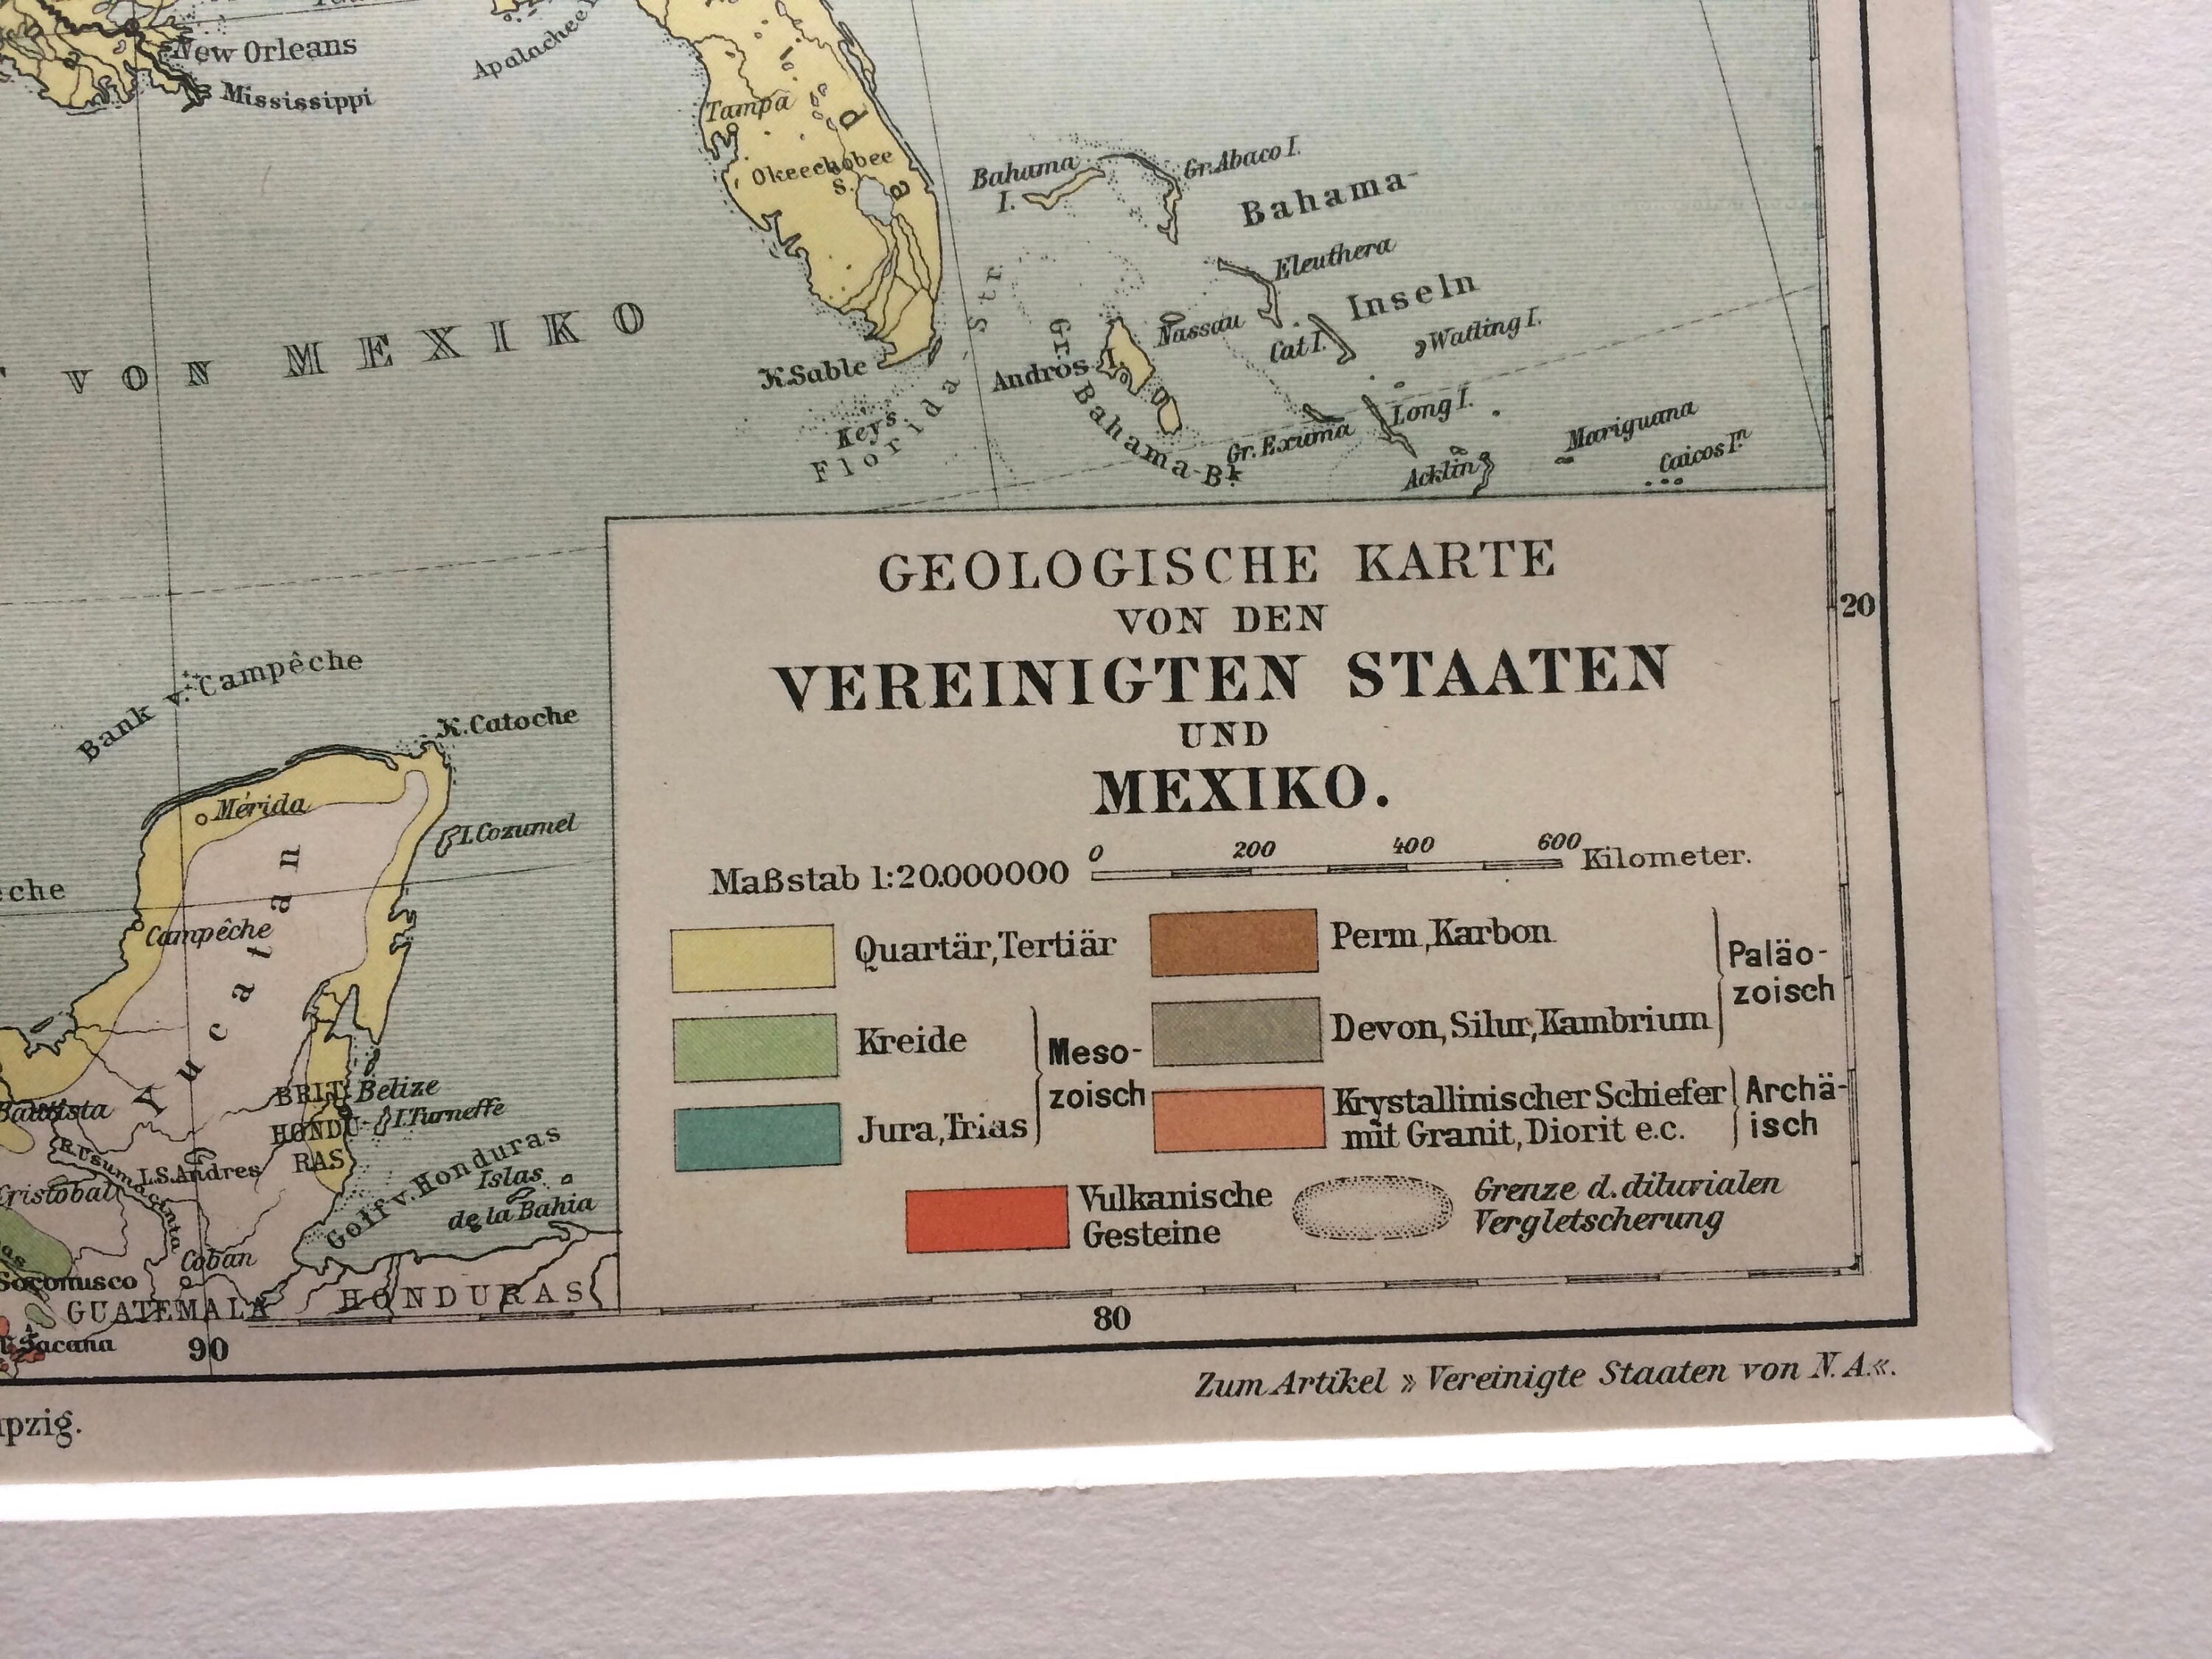 New Orleans
Mississippi
Tampa
Okeechobee
S.
d
a
Bahama
I.
Gr. Abaco I.
Bahama-
Inseln
Eleuthera
Nassau
Cat I.
Watling I.
Andros I.
Gr. Bahama-Bk.
Gr. Exuma
Long I.
Acklin
Mariguana
Caicos Iⁿ
K. Sable
Keys
Florida-Str.
VON MEXIKO
Bank v. Campêche
K. Catoche
Mérida
I. Cozumel
Campêche
Yucatan
BRIT.
HONDU-
RAS
Belize
I. Turneffe
Golf v. Honduras
Islas
de la Bahia
R. Usumacinta
L. S. Andres
Coban
Soconusco
GUATEMALA
HONDURAS
90
80
20
GEOLOGISCHE KARTE
VON DEN
VEREINIGTEN STAATEN
UND
MEXIKO.
Maßstab 1:20.000000
0 200 400 600 Kilometer.
Quartär, Tertiär
Kreide
Jura, Trias
Meso-
zoisch
Perm, Karbon
Devon, Silur, Kambrium
Paläo-
zoisch
Krystallinischer Schiefer
mit Granit, Diorit e.c.
Archä-
isch
Vulkanische
Gesteine
Grenze d. diluvialen
Vergletscherung
Zum Artikel » Vereinigte Staaten von N. A.«.